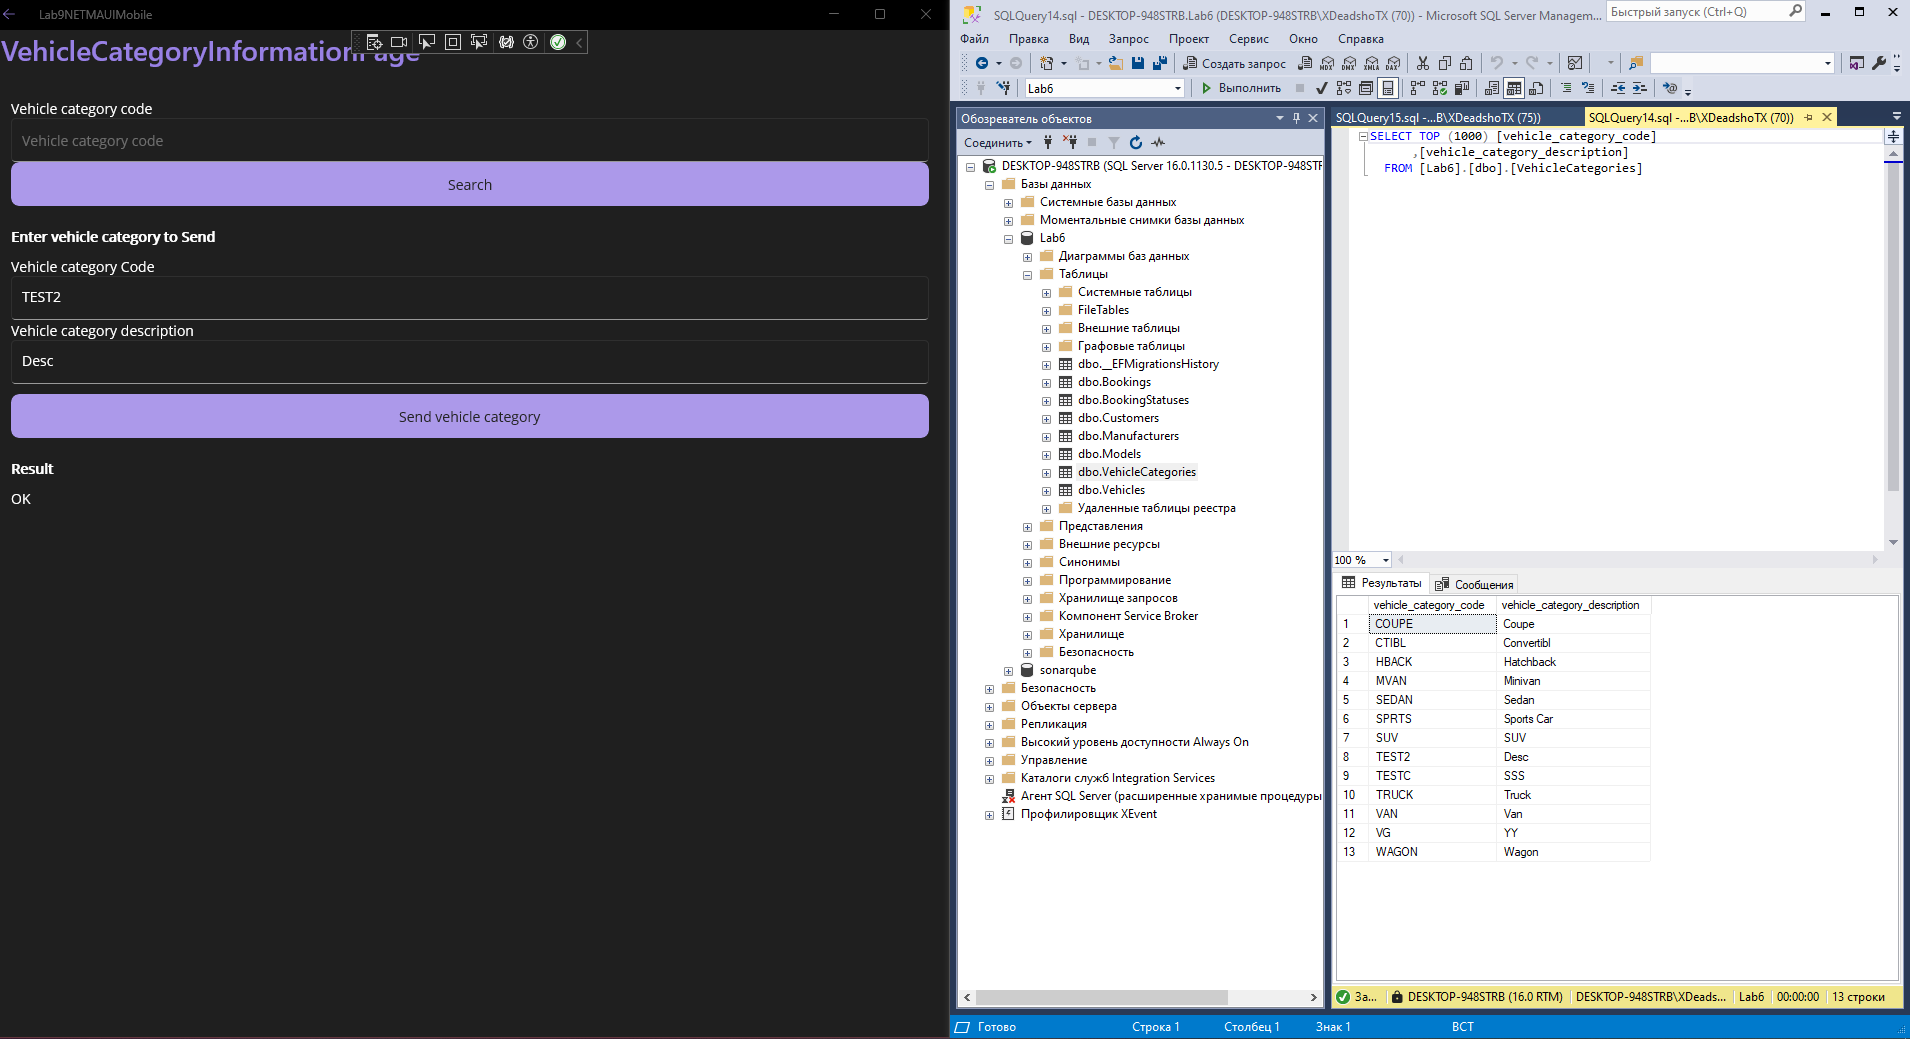 Lab9NETMAUIMobile
VehicleCategoryInformationPage
Vehicle category code
Vehicle category code
Search
Enter vehicle category to Send
Vehicle category Code
TEST2
Vehicle category description
Desc
Send vehicle category
Result
OK
SQLQuery14.sql - DESKTOP-948STRB.Lab6 (DESKTOP-948STRB\XDeadshoTX (70)) - Microsoft SQL Server Managem...
Быстрый запуск (Ctrl+Q)
Файл Правка Вид Запрос Проект Сервис Окно Справка
Создать запрос MDX DMX XMLA DAX
Lab6 Выполнить
Обозреватель объектов
Соединить
DESKTOP-948STRB (SQL Server 16.0.1130.5 - DESKTOP-948STF
Базы данных
Системные базы данных
Моментальные снимки базы данных
Lab6
Диаграммы баз данных
Таблицы
Системные таблицы
FileTables
Внешние таблицы
Графовые таблицы
dbo.__EFMigrationsHistory
dbo.Bookings
dbo.BookingStatuses
dbo.Customers
dbo.Manufacturers
dbo.Models
dbo.VehicleCategories
dbo.Vehicles
Удаленные таблицы реестра
Представления
Внешние ресурсы
Синонимы
Программирование
Хранилище запросов
Компонент Service Broker
Хранилище
Безопасность
sonarqube
Безопасность
Объекты сервера
Репликация
Высокий уровень доступности Always On
Управление
Каталоги служб Integration Services
Агент SQL Server (расширенные хранимые процедуры
Профилировщик XEvent
SQLQuery15.sql -...B\XDeadshoTX (75)) SQLQuery14.sql -...B\XDeadshoTX (70))
SELECT TOP (1000) [vehicle_category_code]
,[vehicle_category_description]
FROM [Lab6].[dbo].[VehicleCategories]
100 %
Результаты Сообщения
vehicle_category_code vehicle_category_description
1 COUPE Coupe
2 CTIBL Convertibl
3 HBACK Hatchback
4 MVAN Minivan
5 SEDAN Sedan
6 SPRTS Sports Car
7 SUV SUV
8 TEST2 Desc
9 TESTC SSS
10 TRUCK Truck
11 VAN Van
12 VG YY
13 WAGON Wagon
За... DESKTOP-948STRB (16.0 RTM) DESKTOP-948STRB\XDeads... Lab6 00:00:00 13 строки
Готово Строка 1 Столбец 1 Знак 1 ВСТ